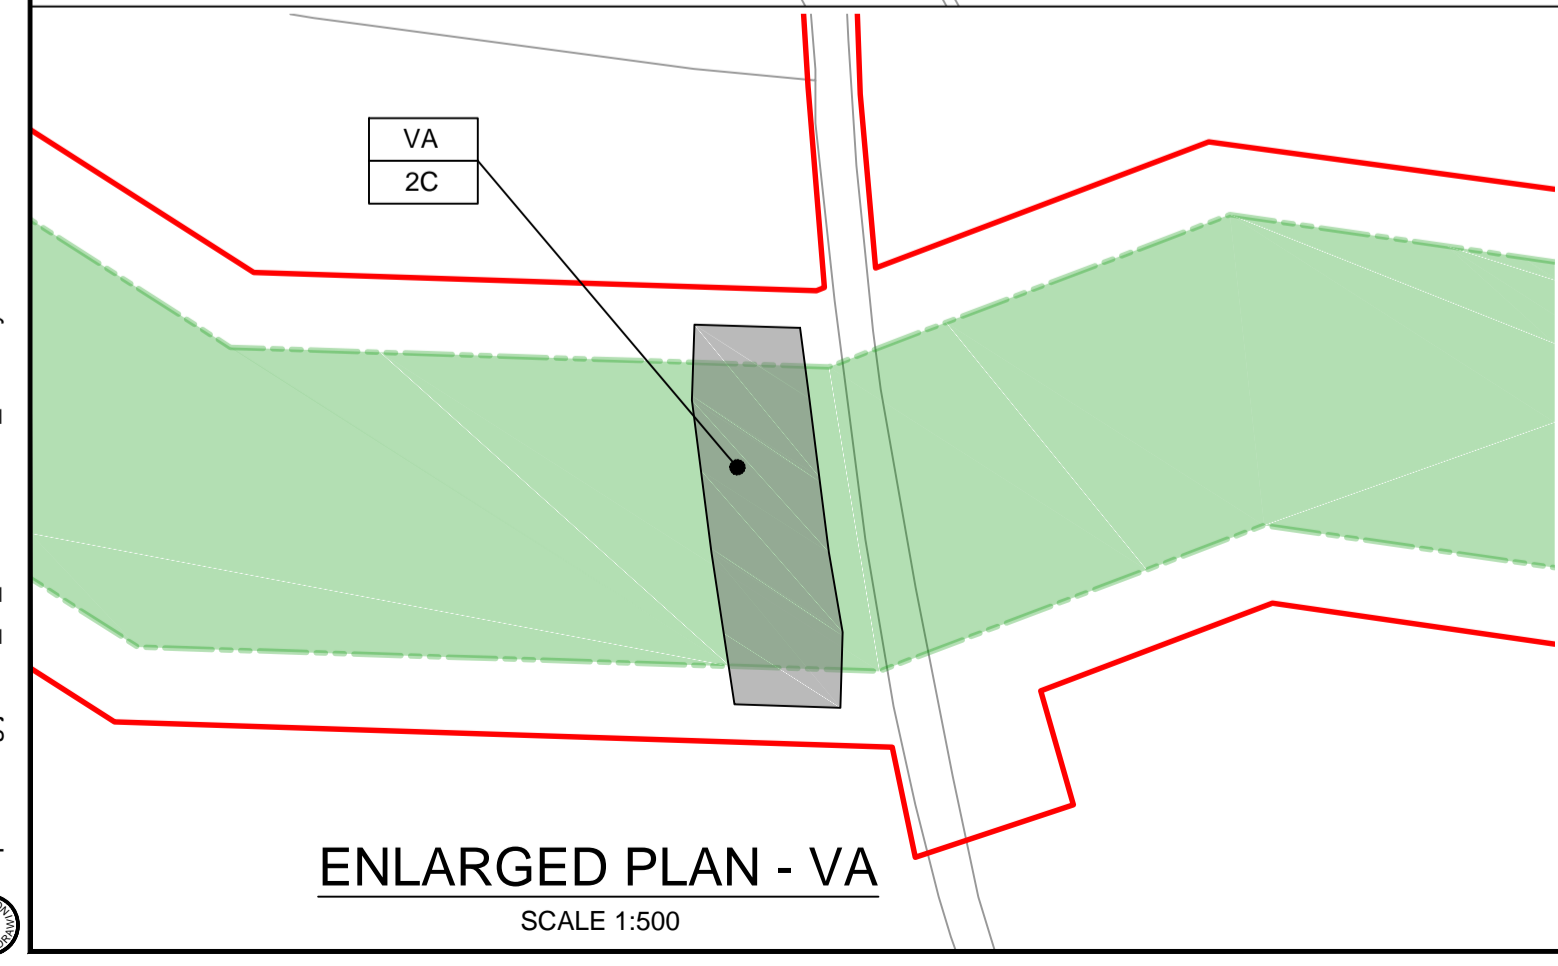 VA
2C
ENLARGED PLAN - VA
SCALE 1:500